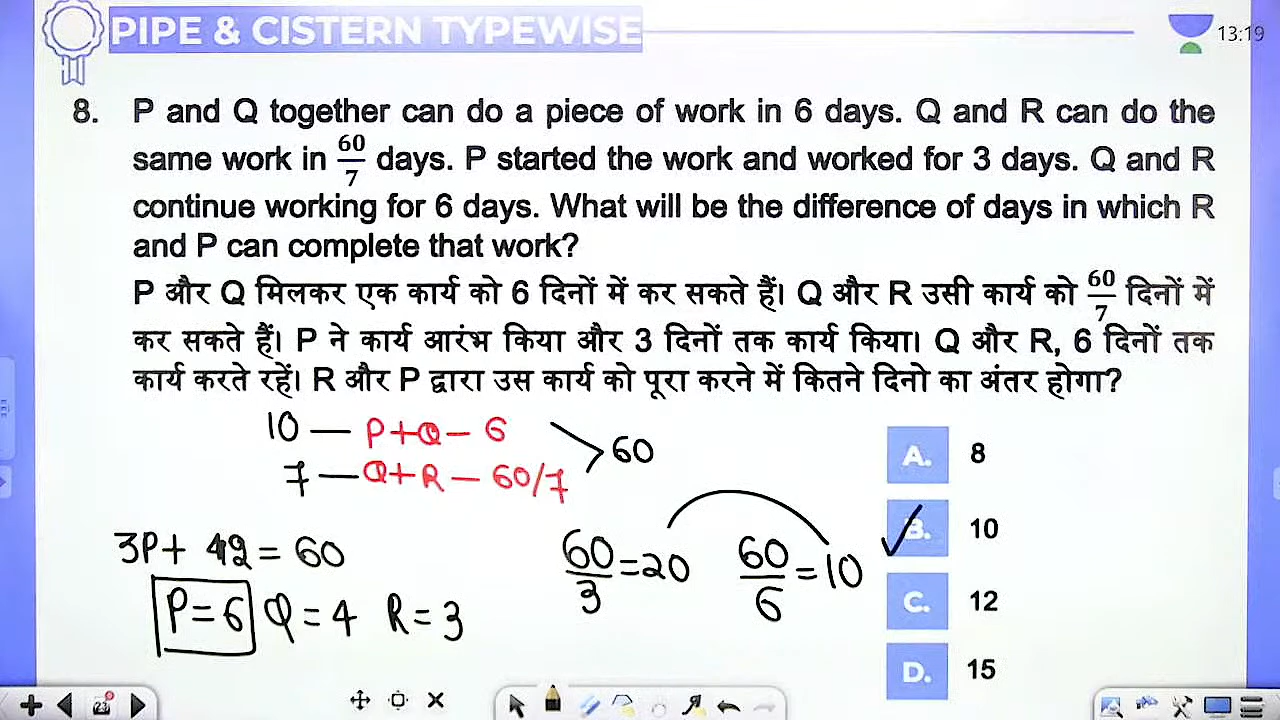 PIPE & CISTERN TYPEWISE
13:19
8. P and Q together can do a piece of work in 6 days. Q and R can do the
same work in 60/7 days. P started the work and worked for 3 days. Q and R
continue working for 6 days. What will be the difference of days in which R
and P can complete that work?
P और Q मिलकर एक कार्य को 6 दिनों में कर सकते हैं। Q और R उसी कार्य को 60/7 दिनों में
कर सकते हैं। P ने कार्य आरंभ किया और 3 दिनों तक कार्य किया। Q और R, 6 दिनों तक
कार्य करते रहें। R और P द्वारा उस कार्य को पूरा करने में कितने दिनो का अंतर होगा?
10 — P+Q — 6
7 — Q+R — 60/7
60
3P + 42 = 60
P = 6 Q = 4 R = 3
60/3 = 20 60/6 = 10
A. 8
B. 10
C. 12
D. 15
23